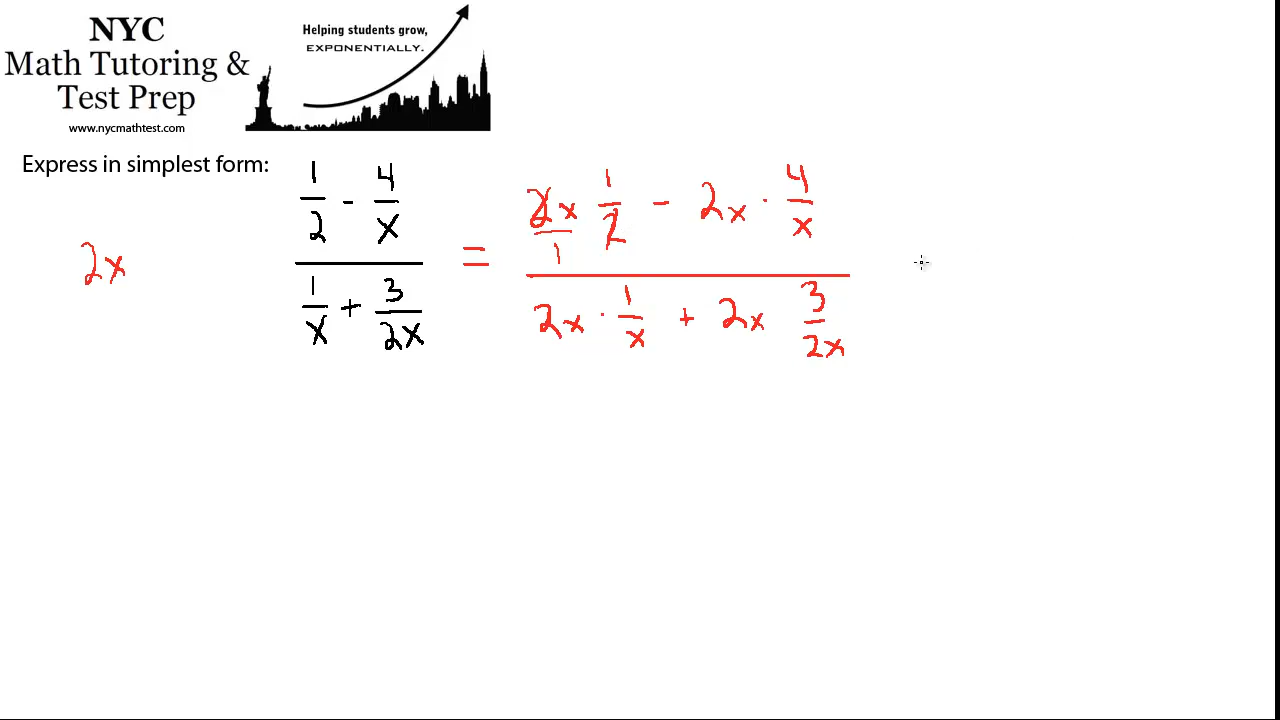 NYC
Math Tutoring &
Test Prep
www.nycmathtest.com
Helping students grow,
EXPONENTIALLY.
Express in simplest form:
1/2 - 4/x
1/x + 3/2x
=
2x/1 1/2 - 2x · 4/x
2x · 1/x + 2x 3/2x
2x